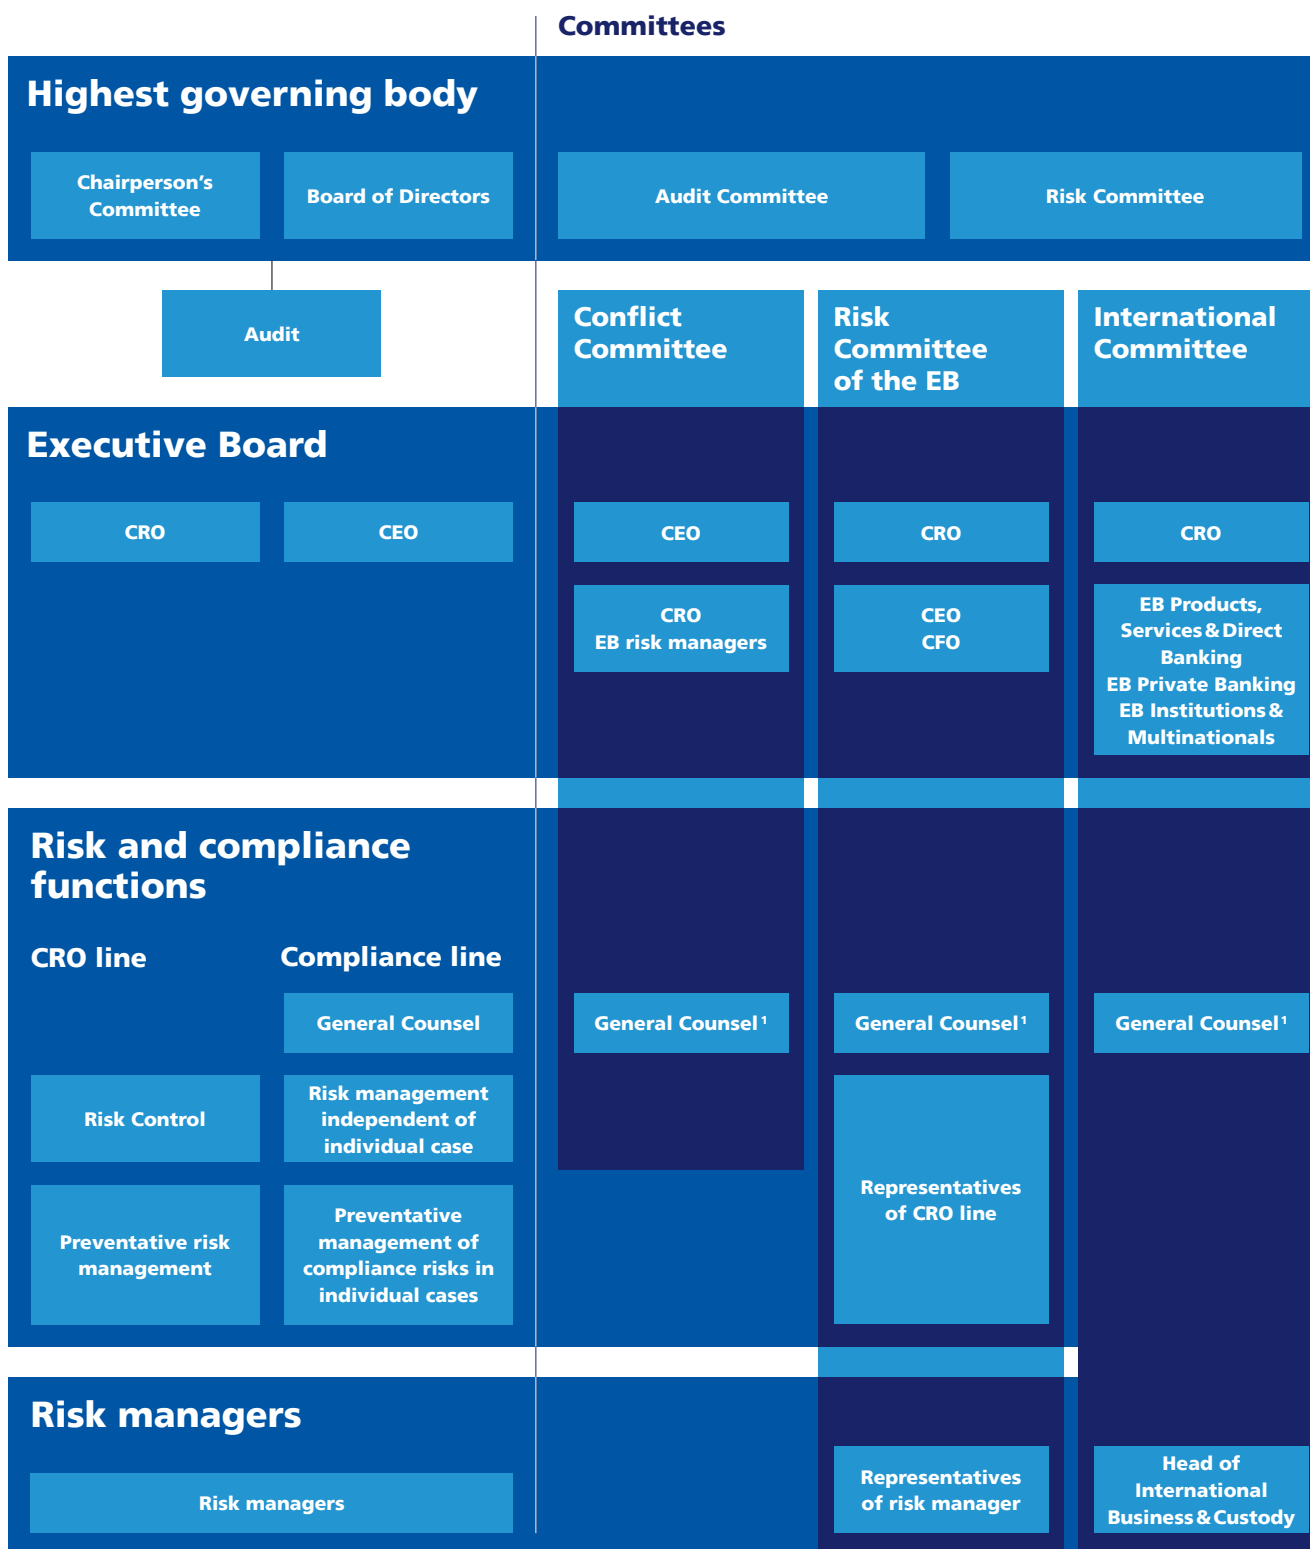 Committees
Highest governing body
Chairperson's
Committee
Board of Directors
Audit Committee
Risk Committee
Audit
Conflict
Committee
Risk
Committee
of the EB
International
Committee
Executive Board
CRO
CEO
CEO
CRO
CRO
CRO
EB risk managers
CEO
CFO
EB Products,
Services & Direct
Banking
EB Private Banking
EB Institutions &
Multinationals
Risk and compliance
functions
CRO line
Compliance line
General Counsel
General Counsel ¹
General Counsel ¹
General Counsel ¹
Risk Control
Risk management
independent of
individual case
Representatives
of CRO line
Preventative risk
management
Preventative
management of
compliance risks in
individual cases
Risk managers
Risk managers
Representatives
of risk manager
Head of
International
Business & Custody